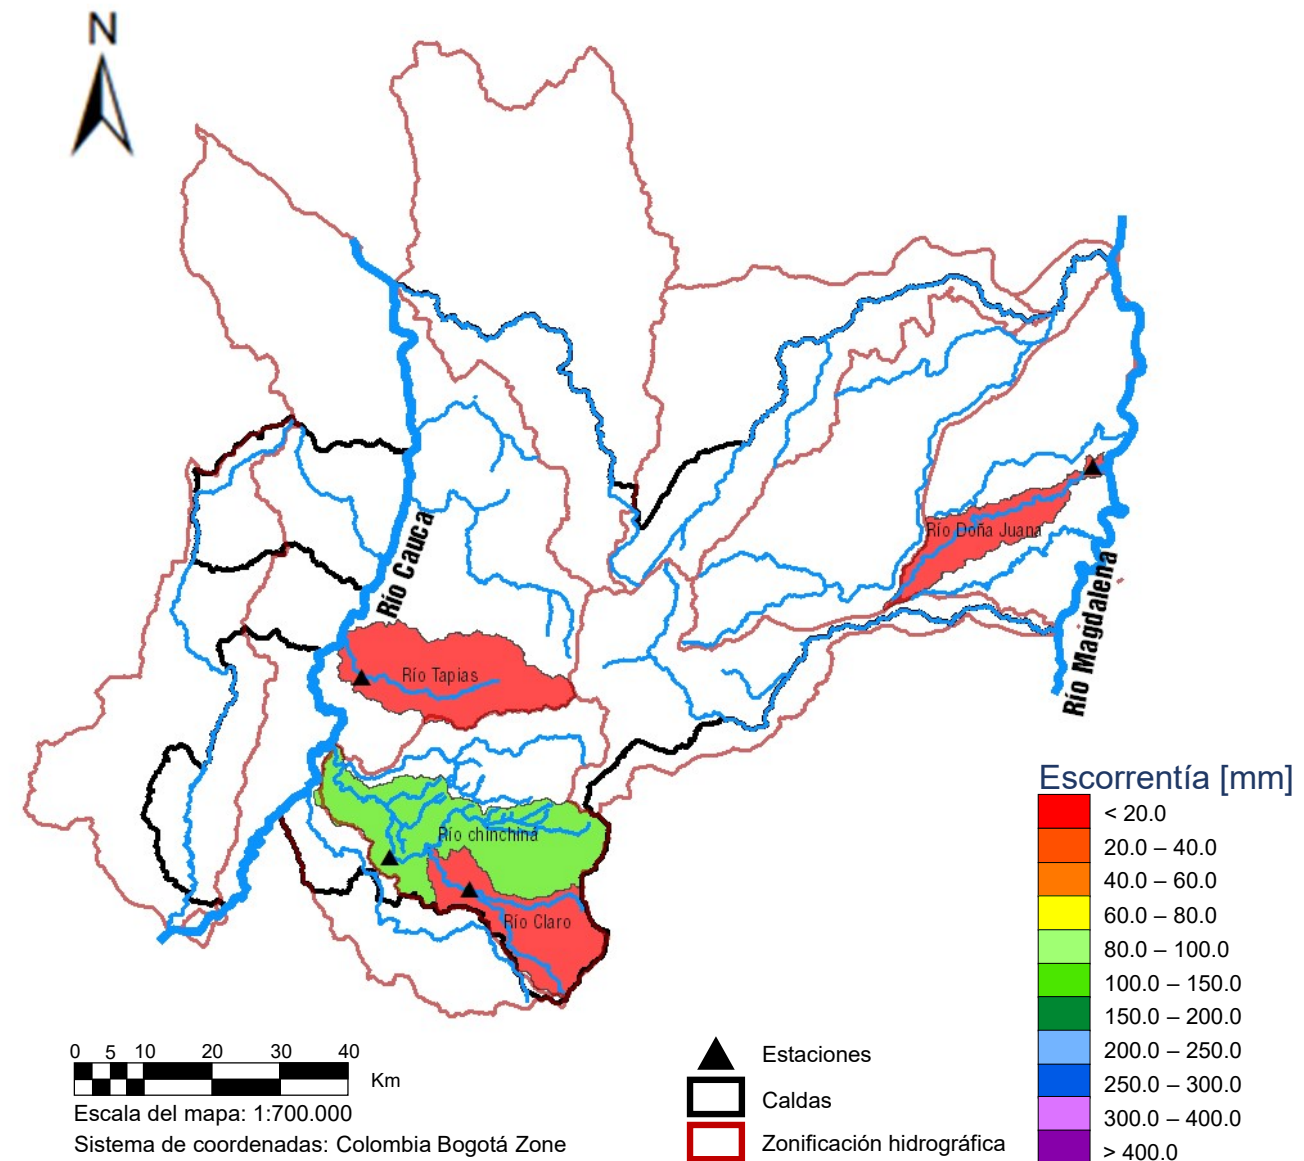 N
Río Cauca
Río Doña Juana
Río Magdalena
Río Tapias
Río chinchiná
Río Claro
Escorrentía [mm]
< 20.0
20.0 – 40.0
40.0 – 60.0
60.0 – 80.0
80.0 – 100.0
100.0 – 150.0
150.0 – 200.0
200.0 – 250.0
250.0 – 300.0
300.0 – 400.0
> 400.0
0 5 10 20 30 40
Km
Escala del mapa: 1:700.000
Sistema de coordenadas: Colombia Bogotá Zone
Estaciones
Caldas
Zonificación hidrográfica